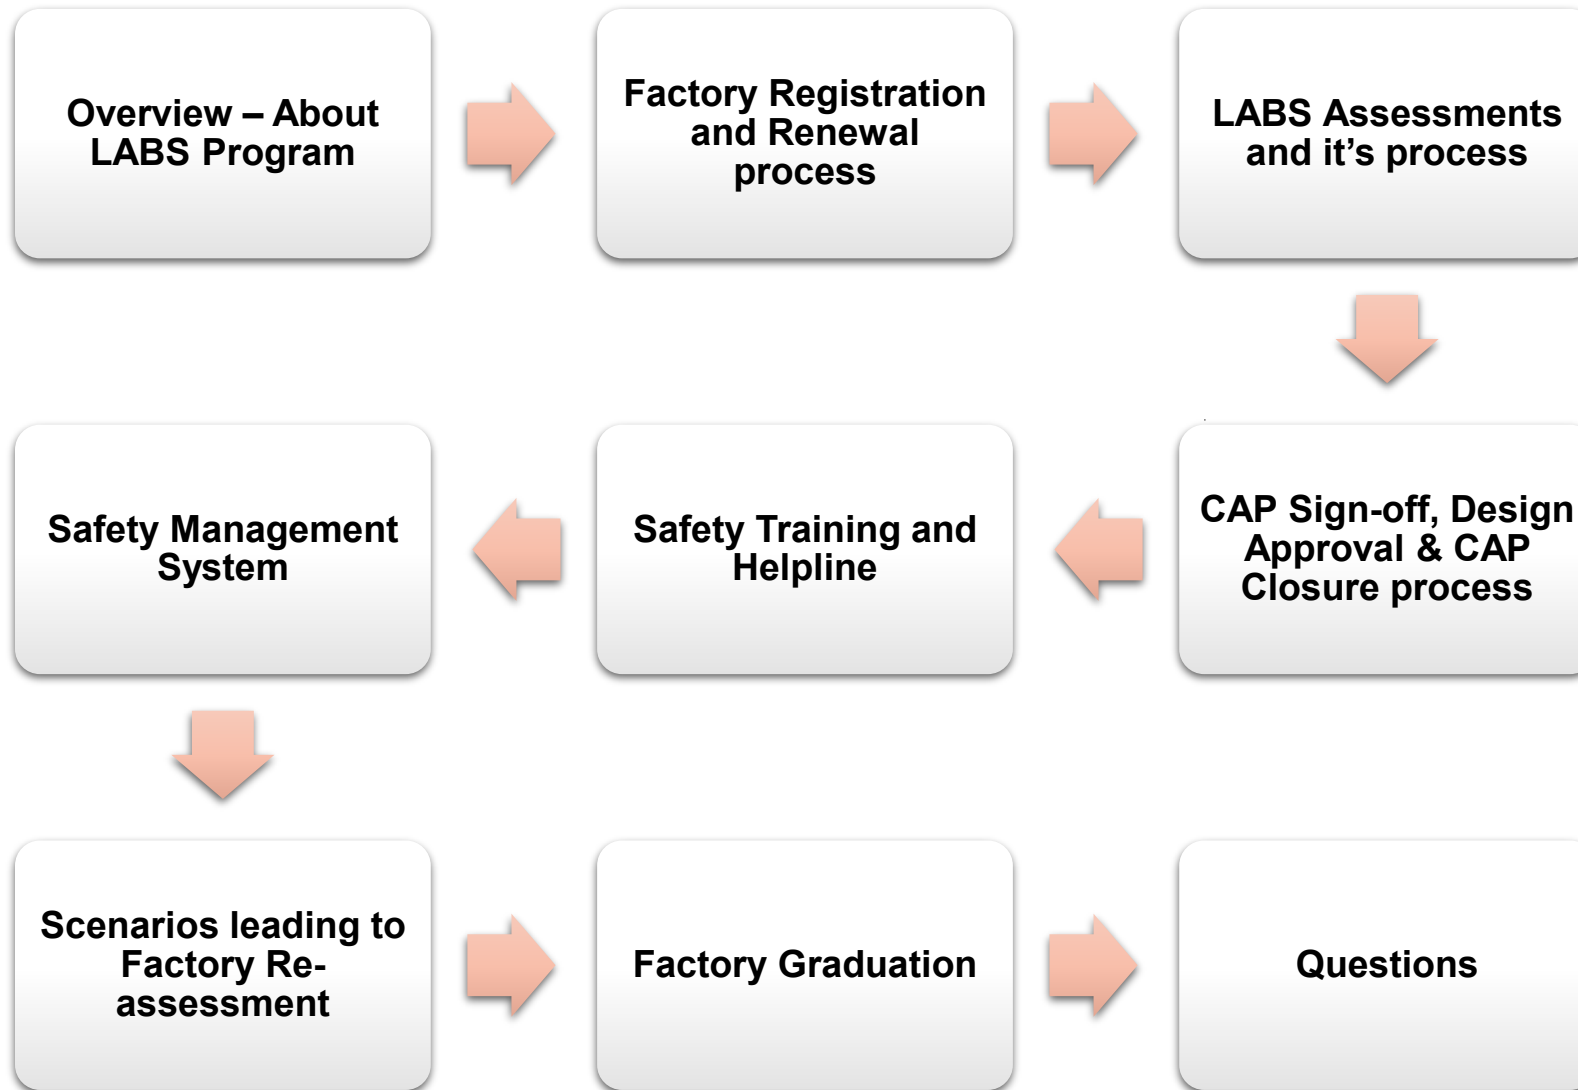 Overview – About
LABS Program
Factory Registration
and Renewal
process
LABS Assessments
and it’s process
CAP Sign-off, Design
Approval & CAP
Closure process
Safety Training and
Helpline
Safety Management
System
Scenarios leading to
Factory Re-
assessment
Factory Graduation
Questions